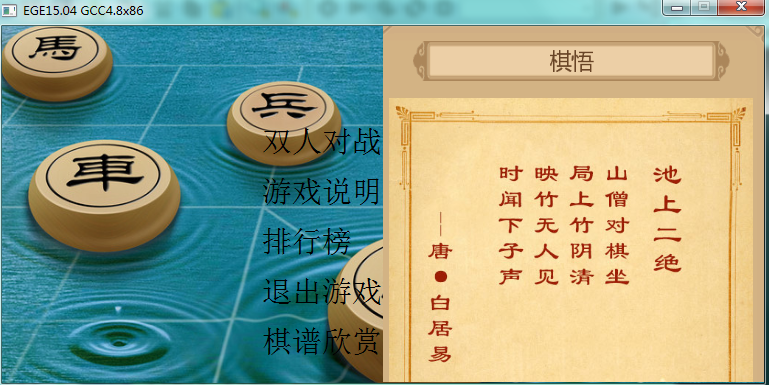 EGE15.04 GCC4.8x86
馬
兵
車
双人对战
游戏说明
排行榜
退出游戏
棋谱欣赏
棋悟
池上二绝
山僧对棋坐
局上竹阴清
映竹无人见
时闻下子声
——唐●白居易